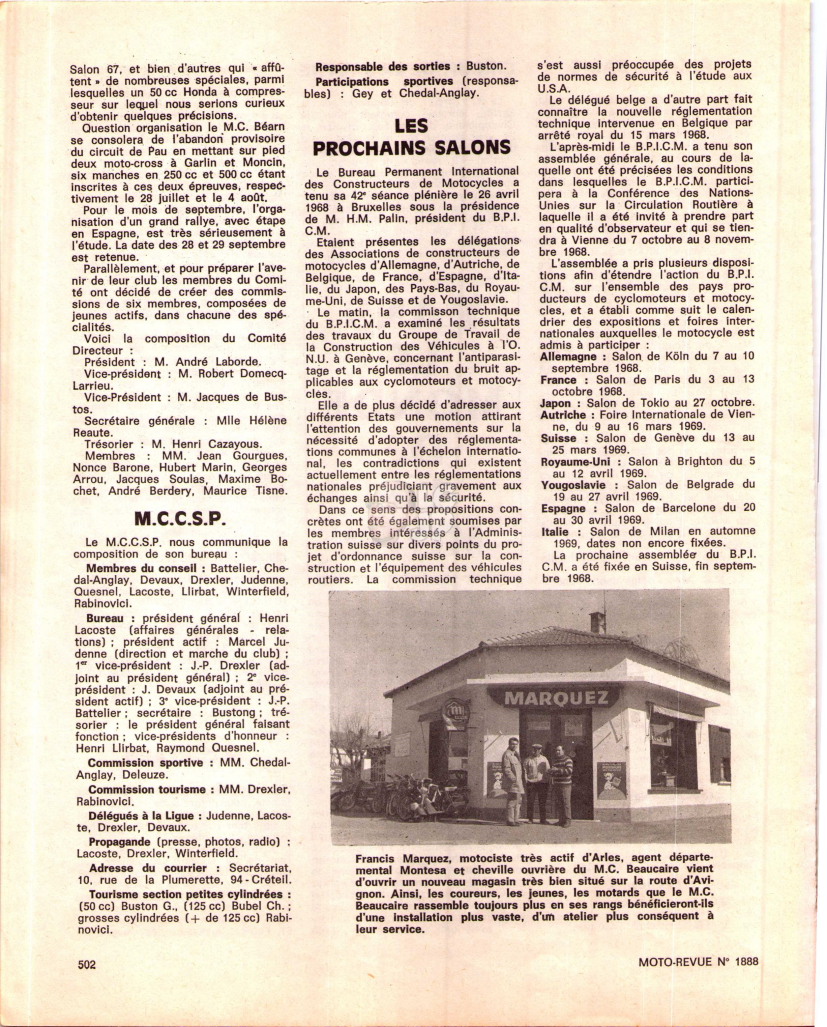 Salon 67, et bien d'autres qui « affû-
tent » de nombreuses spéciales, parmi
lesquelles un 50 cc Honda à compres-
seur sur lequel nous serions curieux
d'obtenir quelques précisions.
Question organisation le M.C. Béarn
se consolera de l'abandon provisoire
du circuit de Pau en mettant sur pied
deux moto-cross à Garlin et Moncin,
six manches en 250 cc et 500 cc étant
inscrites à ces deux épreuves, respec-
tivement le 28 juillet et le 4 août.
Pour le mois de septembre, l'orga-
nisation d'un grand rallye, avec étape
en Espagne, est très sérieusement à
l'étude. La date des 28 et 29 septembre
est retenue.
Parallèlement, et pour préparer l'ave-
nir de leur club les membres du Comi-
té ont décidé de créer des commis-
sions de six membres, composées de
jeunes actifs, dans chacune des spé-
cialités.
Voici la composition du Comité
Directeur :
Président : M. André Laborde.
Vice-président : M. Robert Domecq-
Larrieu.
Vice-Président : M. Jacques de Bus-
tos.
Secrétaire générale : Mlle Hélène
Reaute.
Trésorier : M. Henri Cazayous.
Membres : MM. Jean Gourgues,
Nonce Barone, Hubert Marin, Georges
Arrou, Jacques Soulas, Maxime Bo-
chet, André Berdery, Maurice Tisne.
M.C.C.S.P.
Le M.C.C.S.P. nous communique la
composition de son bureau :
Membres du conseil : Battelier, Che-
dal-Anglay, Devaux, Drexler, Judenne,
Quesnel, Lacoste, Llirbat, Winterfield,
Rabinovici.
Bureau : président général : Henri
Lacoste (affaires générales - rela-
tions) ; président actif : Marcel Ju-
denne (direction et marche du club) ;
1er vice-président : J.-P. Drexler (ad-
joint au président général) ; 2e vice-
président : J. Devaux (adjoint au pré-
sident actif) ; 3e vice-président : J.-P.
Battelier ; secrétaire : Bustong ; tré-
sorier : le président général faisant
fonction ; vice-présidents d'honneur :
Henri Llirbat, Raymond Quesnel.
Commission sportive : MM. Chedal-
Anglay, Deleuze.
Commission tourisme : MM. Drexler,
Rabinovici.
Délégués à la Ligue : Judenne, Lacos-
te, Drexler, Devaux.
Propagande (presse, photos, radio) :
Lacoste, Drexler, Winterfield.
Adresse du courrier : Secrétariat,
10, rue de la Plumerette, 94 - Créteil.
Tourisme section petites cylindrées :
(50 cc) Buston G., (125 cc) Bubel Ch. ;
grosses cylindrées (+ de 125 cc) Rabi-
novici.
Responsable des sorties : Buston.
Participations sportives (responsa-
bles) : Gey et Chedal-Anglay.
LES
PROCHAINS SALONS
Le Bureau Permanent International
des Constructeurs de Motocycles a
tenu sa 42e séance plénière le 26 avril
1968 à Bruxelles sous la présidence
de M. H.M. Palin, président du B.P.I.
C.M.
Etaient présentes les délégations
des Associations de constructeurs de
motocycles d'Allemagne, d'Autriche, de
Belgique, de France, d'Espagne, d'Ita-
lie, du Japon, des Pays-Bas, du Royau-
me-Uni, de Suisse et de Yougoslavie.
Le matin, la commisson technique
du B.P.I.C.M. a examiné les résultats
des travaux du Groupe de Travail de
la Construction des Véhicules à l'O.
N.U. à Genève, concernant l'antiparasi-
tage et la réglementation du bruit ap-
plicables aux cyclomoteurs et motocy-
cles.
Elle a de plus décidé d'adresser aux
différents Etats une motion attirant
l'attention des gouvernements sur la
nécessité d'adopter des réglementa-
tions communes à l'échelon internatio-
nal, les contradictions qui existent
actuellement entre les réglementations
nationales préjudiciant gravement aux
échanges ainsi qu'à la sécurité.
Dans ce sens des propositions con-
crètes ont été également soumises par
les membres intéressés à l'Adminis-
tration suisse sur divers points du pro-
jet d'ordonnance suisse sur la con-
struction et l'équipement des véhicules
routiers. La commission technique
s'est aussi préoccupée des projets
de normes de sécurité à l'étude aux
U.S.A.
Le délégué belge a d'autre part fait
connaître la nouvelle réglementation
technique intervenue en Belgique par
arrêté royal du 15 mars 1968.
L'après-midi le B.P.I.C.M. a tenu son
assemblée générale, au cours de la-
quelle ont été précisées les conditions
dans lesquelles le B.P.I.C.M. partici-
pera à la Conférence des Nations-
Unies sur la Circulation Routière à
laquelle il a été invité à prendre part
en qualité d'observateur et qui se tien-
dra à Vienne du 7 octobre au 8 novem-
bre 1968.
L'assemblée a pris plusieurs disposi-
tions afin d'étendre l'action du B.P.I.
C.M. sur l'ensemble des pays pro-
ducteurs de cyclomoteurs et motocy-
cles, et a établi comme suit le calen-
drier des expositions et foires inter-
nationales auxquelles le motocycle est
admis à participer :
Allemagne : Salon de Köln du 7 au 10
septembre 1968.
France : Salon de Paris du 3 au 13
octobre 1968.
Japon : Salon de Tokio au 27 octobre.
Autriche : Foire Internationale de Vien-
ne, du 9 au 16 mars 1969.
Suisse : Salon de Genève du 13 au
25 mars 1969.
Royaume-Uni : Salon à Brighton du 5
au 12 avril 1969.
Yougoslavie : Salon de Belgrade du
19 au 27 avril 1969.
Espagne : Salon de Barcelone du 20
au 30 avril 1969.
Italie : Salon de Milan en automne
1969, dates non encore fixées.
La prochaine assemblée du B.P.I.
C.M. a été fixée en Suisse, fin septem-
bre 1968.
MARQUEZ
Francis Marquez, motociste très actif d'Arles, agent départe-
mental Montesa et cheville ouvrière du M.C. Beaucaire vient
d'ouvrir un nouveau magasin très bien situé sur la route d'Avi-
gnon. Ainsi, les coureurs, les jeunes, les motards que le M.C.
Beaucaire rassemble toujours plus en ses rangs bénéficieront-ils
d'une installation plus vaste, d'un atelier plus conséquent à
leur service.
502
MOTO-REVUE N° 1888